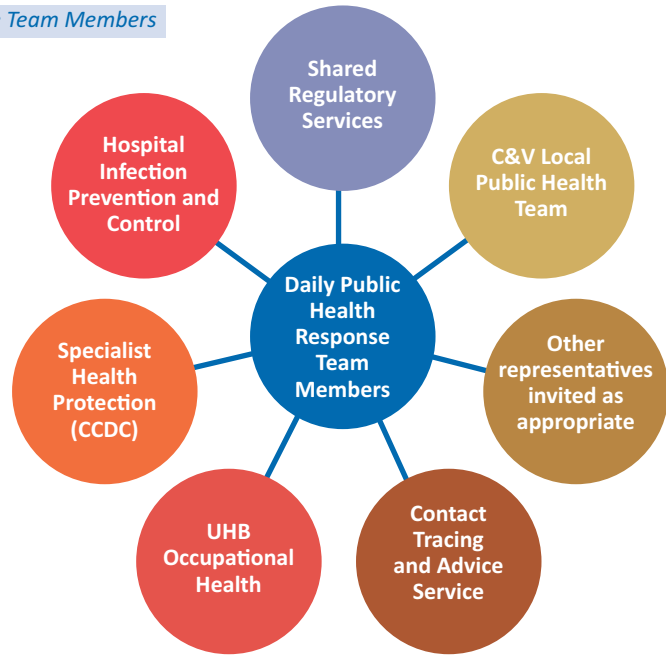 Team Members
Shared
Regulatory
Services
C&V Local
Public Health
Team
Other
representatives
invited as
appropriate
Contact
Tracing
and Advice
Service
UHB
Occupational
Health
Specialist
Health
Protection
(CCDC)
Hospital
Infection
Prevention and
Control
Daily Public
Health
Response
Team
Members